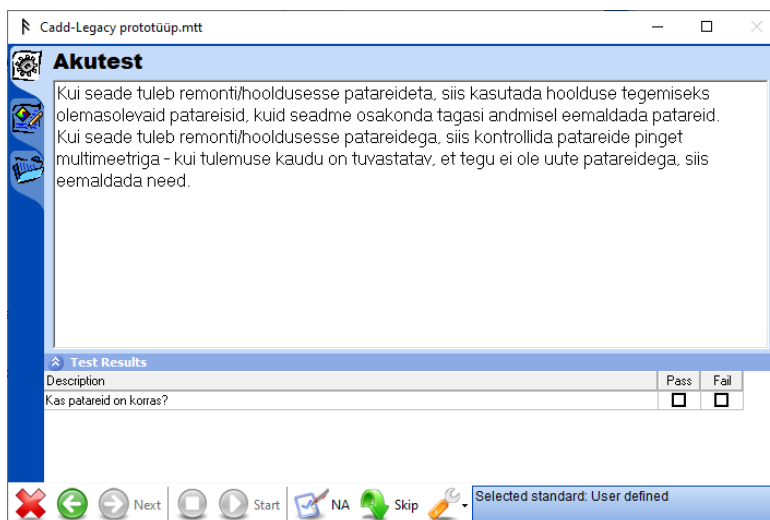 Cadd-Legacy prototüüp.mtt
Akutest
Kui seade tuleb remonti/hooldusesse patareideta, siis kasutada hoolduse tegemiseks
olemasolevaid patareisid, kuid seadme osakonda tagasi andmisel eemaldada patareid.
Kui seade tuleb remonti/hooldusesse patareidega, siis kontrollida patareide pinget
multimeetriga - kui tulemuse kaudu on tuvastatav, et tegu ei ole uute patareidega, siis
eemaldada need.
Test Results
Description Pass Fail
Kas patareid on korras?
Next Start NA Skip Selected standard: User defined